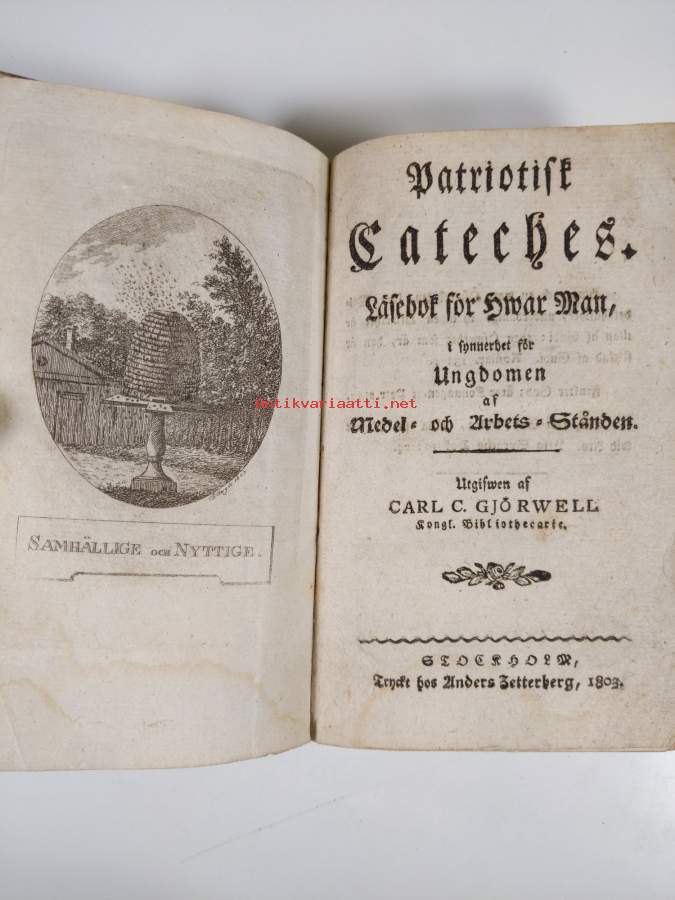 SAMHÄLLIGE OCH NYTTIGE.
Patriotisk
Cateches.
Läsebok för Hwar Man,
i synnerhet för
Ungdomen
af
Medel- och Arbets-Stånden.
Utgifwen af
CARL C. GJÖRWELL
Kongl. Bibliothecarie.
STOCKHOLM,
Tryckt hos Anders Zetterberg, 1803.
antikvariaatti.net